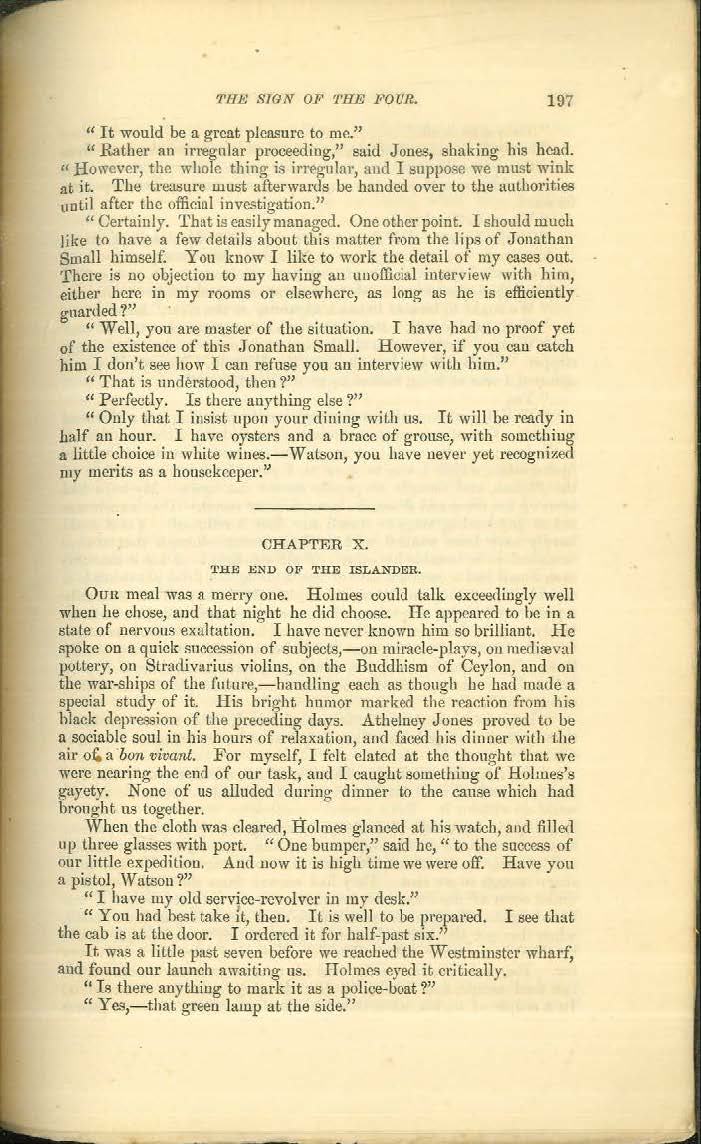 THE SIGN OF THE FOUR. 197
“ It would be a great pleasure to me.”
“ Rather an irregular proceeding,” said Jones, shaking his head.
“ However, the whole thing is irregular, and I suppose we must wink
at it. The treasure must afterwards be handed over to the authorities
until after the official investigation.”
“ Certainly. That is easily managed. One other point. I should much
like to have a few details about this matter from the lips of Jonathan
Small himself. You know I like to work the detail of my cases out.
There is no objection to my having an unofficial interview with him,
either here in my rooms or elsewhere, as long as he is efficiently
guarded ?”
“ Well, you are master of the situation. I have had no proof yet
of the existence of this Jonathan Small. However, if you can catch
him I don’t see how I can refuse you an interview with him.”
“ That is understood, then ?”
“ Perfectly. Is there anything else ?”
“ Only that I insist upon your dining with us. It will be ready in
half an hour. I have oysters and a brace of grouse, with something
a little choice in white wines.—Watson, you have never yet recognized
my merits as a housekeeper.”
CHAPTER X.
THE END OF THE ISLANDER.
OUR meal was a merry one. Holmes could talk exceedingly well
when he chose, and that night he did choose. He appeared to be in a
state of nervous exaltation. I have never known him so brilliant. He
spoke on a quick succession of subjects,—on miracle-plays, on mediæval
pottery, on Stradivarius violins, on the Buddhism of Ceylon, and on
the war-ships of the future,—handling each as though he had made a
special study of it. His bright humor marked the reaction from his
black depression of the preceding days. Athelney Jones proved to be
a sociable soul in his hours of relaxation, and faced his dinner with the
air of a bon vivant. For myself, I felt elated at the thought that we
were nearing the end of our task, and I caught something of Holmes’s
gayety. None of us alluded during dinner to the cause which had
brought us together.
When the cloth was cleared, Holmes glanced at his watch, and filled
up three glasses with port. “ One bumper,” said he, “ to the success of
our little expedition. And now it is high time we were off. Have you
a pistol, Watson ?”
“ I have my old service-revolver in my desk.”
“ You had best take it, then. It is well to be prepared. I see that
the cab is at the door. I ordered it for half-past six.”
It was a little past seven before we reached the Westminster wharf,
and found our launch awaiting us. Holmes eyed it critically.
“ Is there anything to mark it as a police-boat ?”
“ Yes,—that green lamp at the side.”